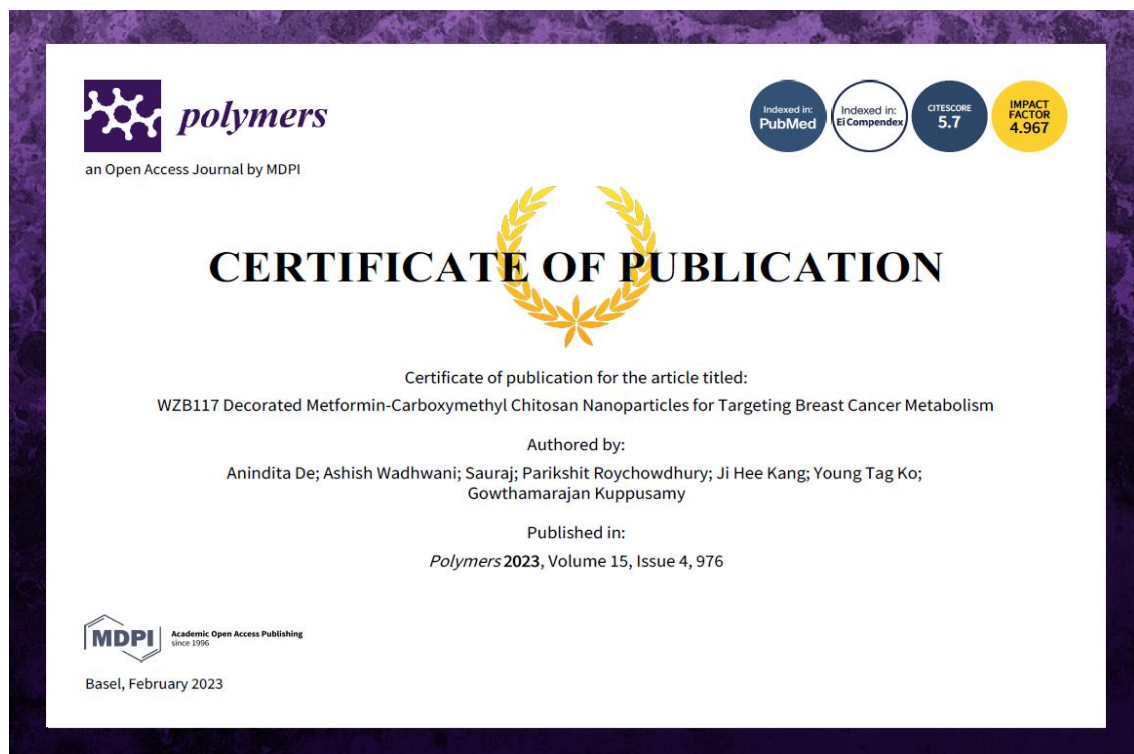 polymers
an Open Access Journal by MDPI
Indexed in:
PubMed
Indexed in:
Ei Compendex
CITESCORE
5.7
IMPACT
FACTOR
4.967
CERTIFICATE OF PUBLICATION
Certificate of publication for the article titled:
WZB117 Decorated Metformin-Carboxymethyl Chitosan Nanoparticles for Targeting Breast Cancer Metabolism
Authored by:
Anindita De; Ashish Wadhwani; Sauraj; Parikshit Roychowdhury; Ji Hee Kang; Young Tag Ko;
Gowthamarajan Kuppusamy
Published in:
Polymers 2023, Volume 15, Issue 4, 976
MDPI
Academic Open Access Publishing
since 1996
Basel, February 2023